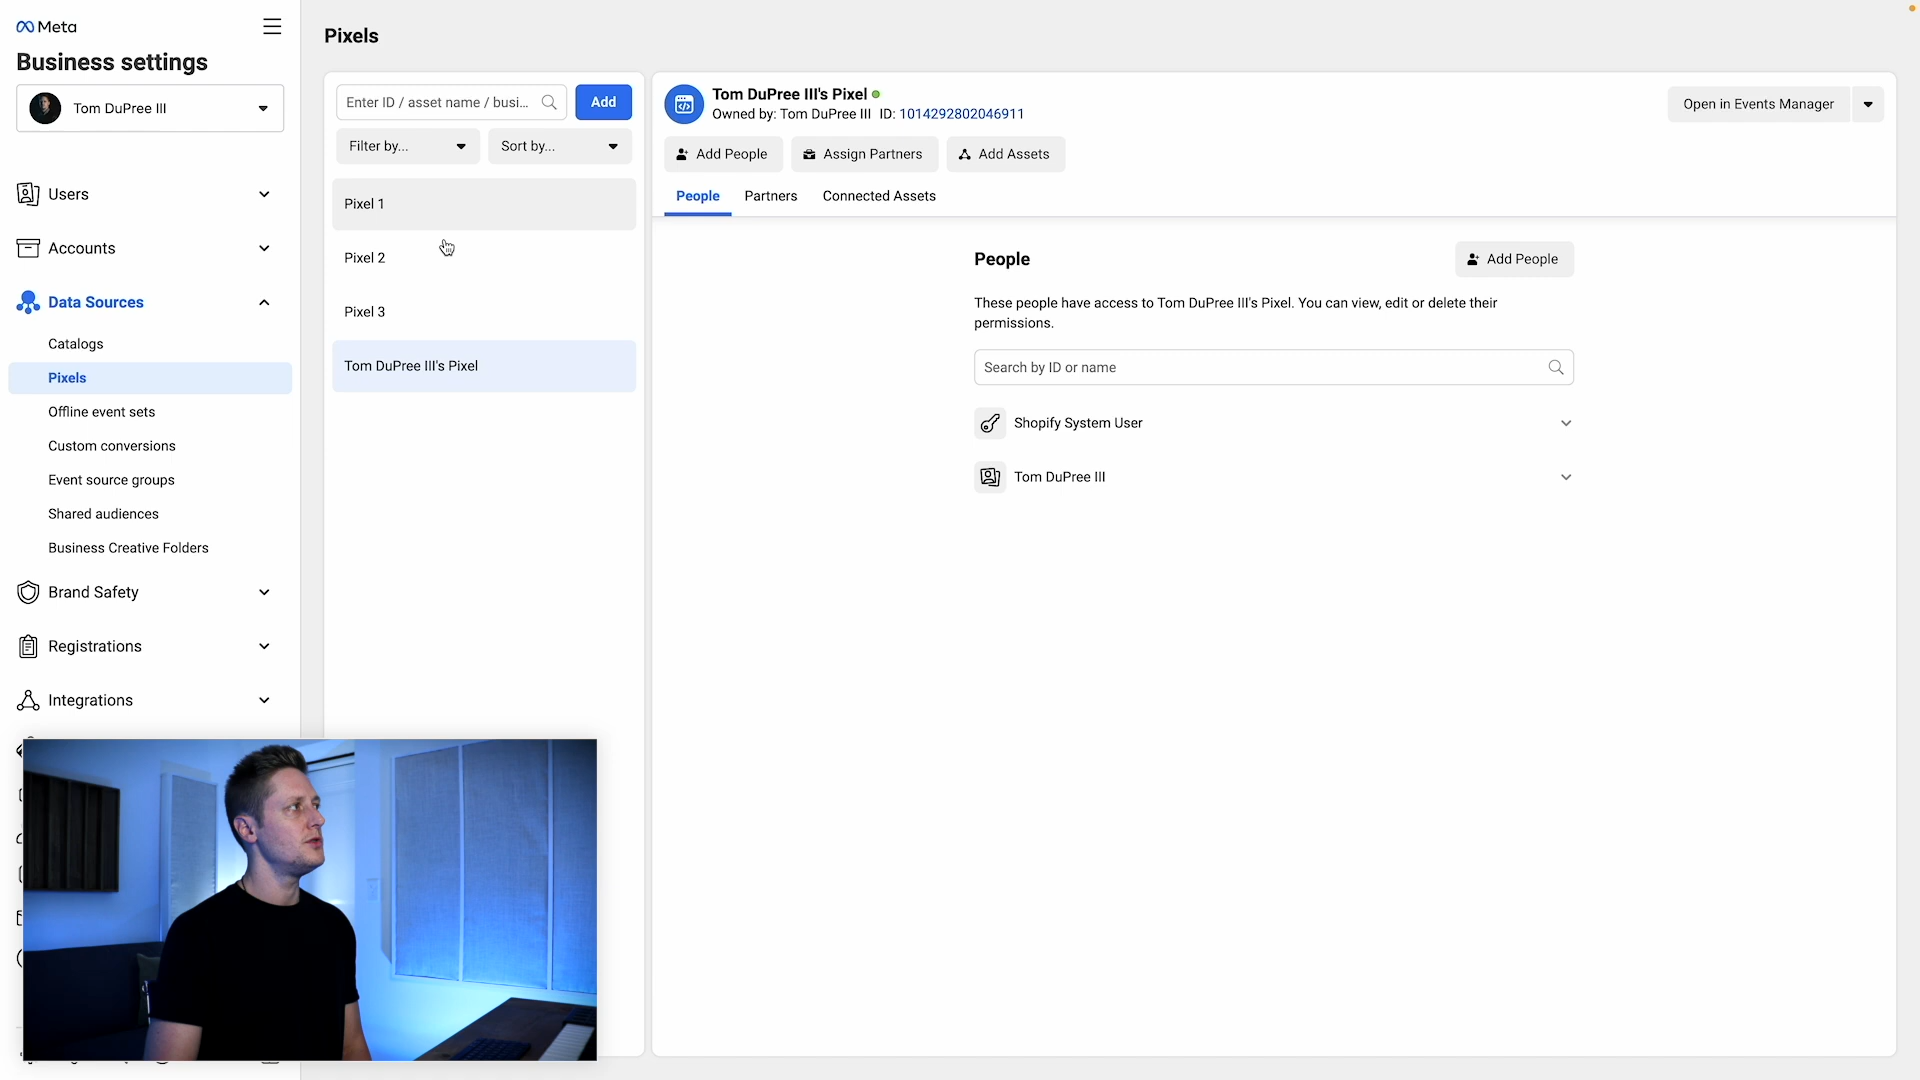 Meta
Business settings
Tom DuPree III
Users
Accounts
Data Sources
Catalogs
Pixels
Offline event sets
Custom conversions
Event source groups
Shared audiences
Business Creative Folders
Brand Safety
Registrations
Integrations
Pixels
Enter ID / asset name / busi...
Add
Filter by...
Sort by...
Pixel 1
Pixel 2
Pixel 3
Tom DuPree III's Pixel
Tom DuPree III's Pixel
Owned by: Tom DuPree III ID: 1014292802046911
Open in Events Manager
Add People
Assign Partners
Add Assets
People
Partners
Connected Assets
People
Add People
These people have access to Tom DuPree III's Pixel. You can view, edit or delete their
permissions.
Search by ID or name
Shopify System User
Tom DuPree III